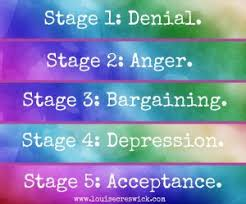 Stage 1: Denial.
Stage 2: Anger.
Stage 3: Bargaining.
Stage 4: Depression.
Stage 5: Acceptance.
www.louisecreswick.com